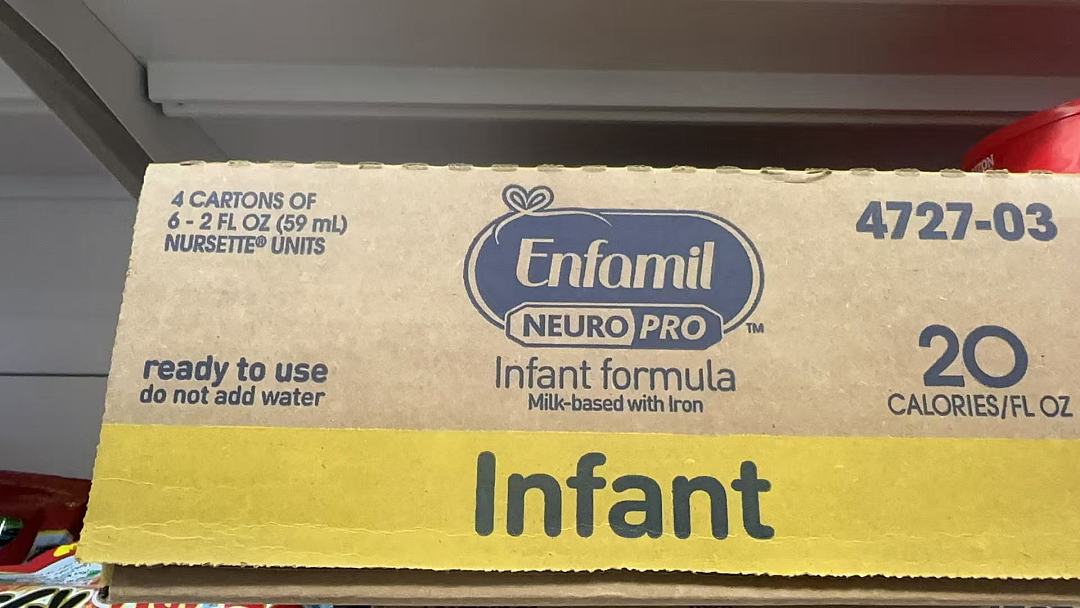 4 CARTONS OF
6 - 2 FL OZ (59 mL)
NURSETTE® UNITS
Enfamil
NEURO PRO™
Infant formula
Milk-based with Iron
4727-03
20
CALORIES/FL OZ
ready to use
do not add water
Infant